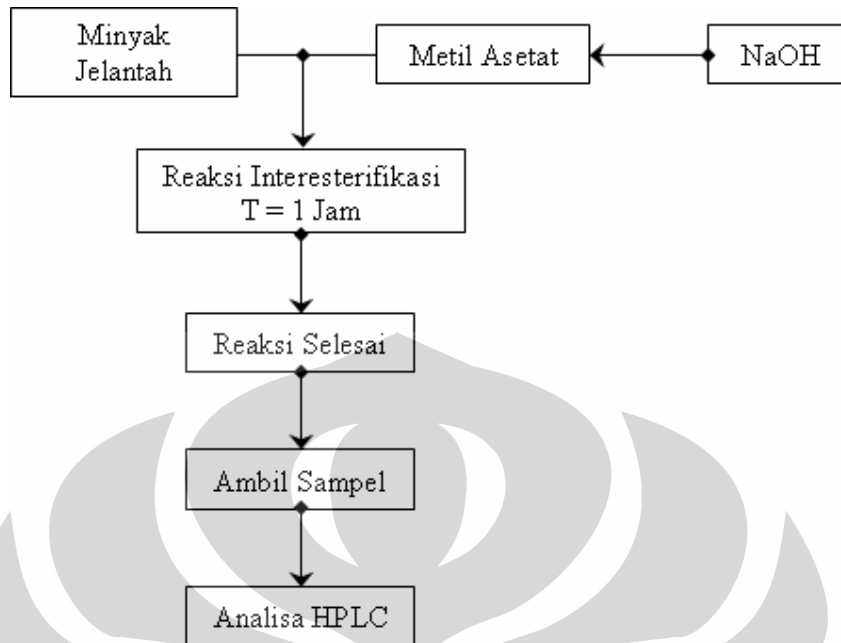 Minyak
Jelantah
Metil Asetat
NaOH
Reaksi Interesterifikasi
T = 1 Jam
Reaksi Selesai
Ambil Sampel
Analisa HPLC